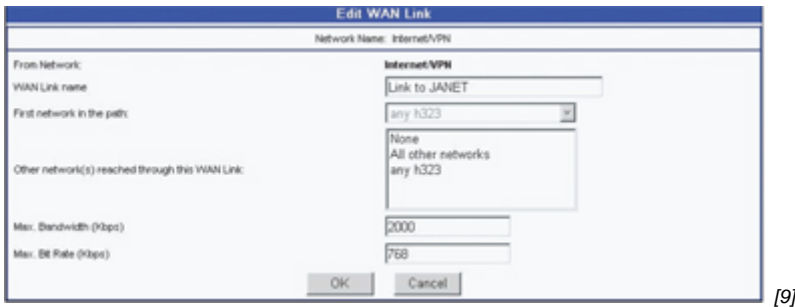 Edit WAN Link
Network Name: Internet/VPN
From Network: Internet/VPN
WAN Link name Link to JANET
First network in the path: any h323
None
All other networks
any h323
Other network(s) reached through this WAN Link:
Max. Bandwidth (Kbps) 2000
Max. Bit Rate (Kbps) 768
OK Cancel
[9]